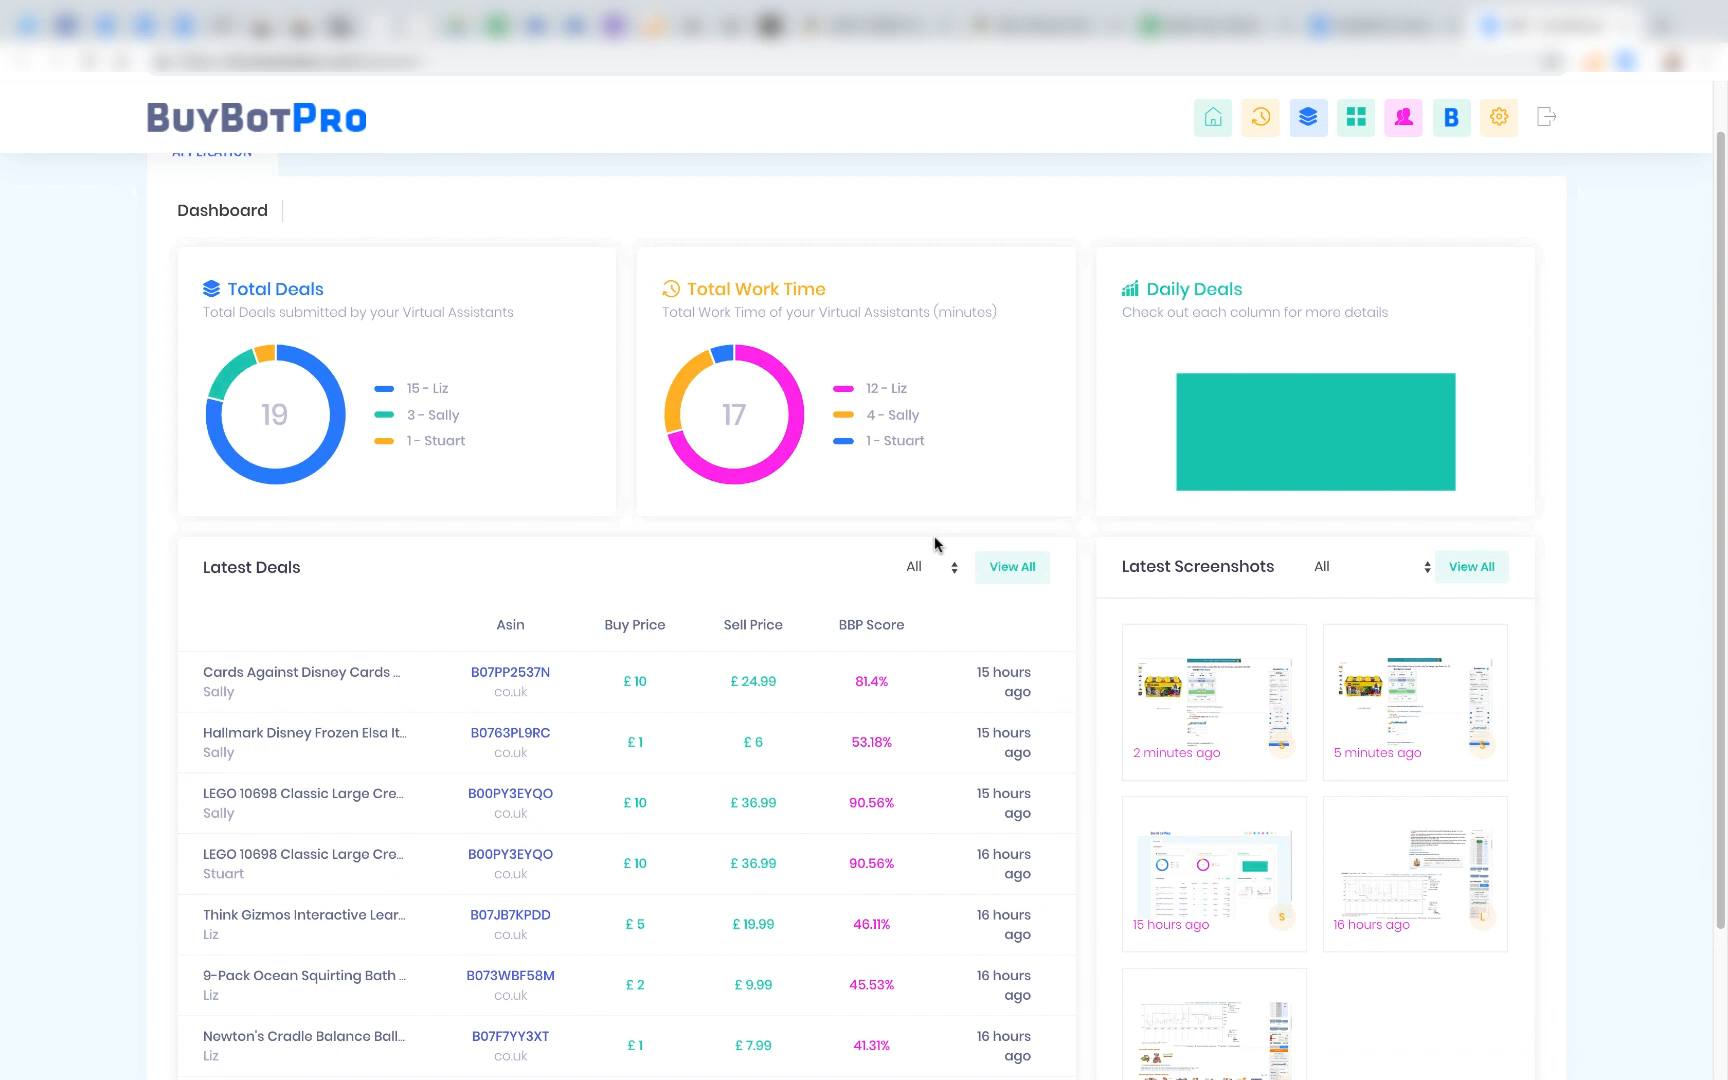 BuyBotPro
B
APPLICATION
Dashboard
Total Deals
Total Deals submitted by your Virtual Assistants
19
15 - Liz
3 - Sally
1 - Stuart
Total Work Time
Total Work Time of your Virtual Assistants (minutes)
17
12 - Liz
4 - Sally
1 - Stuart
Daily Deals
Check out each column for more details
Latest Deals
All
View All
Asin Buy Price Sell Price BBP Score
Cards Against Disney Cards ... B07PP2537N £ 10 £ 24.99 81.4% 15 hours
Sally co.uk ago
Hallmark Disney Frozen Elsa It... B0763PL9RC £ 1 £ 6 53.18% 15 hours
Sally co.uk ago
LEGO 10698 Classic Large Cre... B00PY3EYQO £ 10 £ 36.99 90.56% 15 hours
Sally co.uk ago
LEGO 10698 Classic Large Cre... B00PY3EYQO £ 10 £ 36.99 90.56% 16 hours
Stuart co.uk ago
Think Gizmos Interactive Lear... B07JB7KPDD £ 5 £ 19.99 46.11% 16 hours
Liz co.uk ago
9-Pack Ocean Squirting Bath ... B073WBF58M £ 2 £ 9.99 45.53% 16 hours
Liz co.uk ago
Newton's Cradle Balance Ball... B07F7YY3XT £ 1 £ 7.99 41.31% 16 hours
Liz co.uk ago
Latest Screenshots
All
View All
2 minutes ago
5 minutes ago
15 hours ago
S
16 hours ago
L